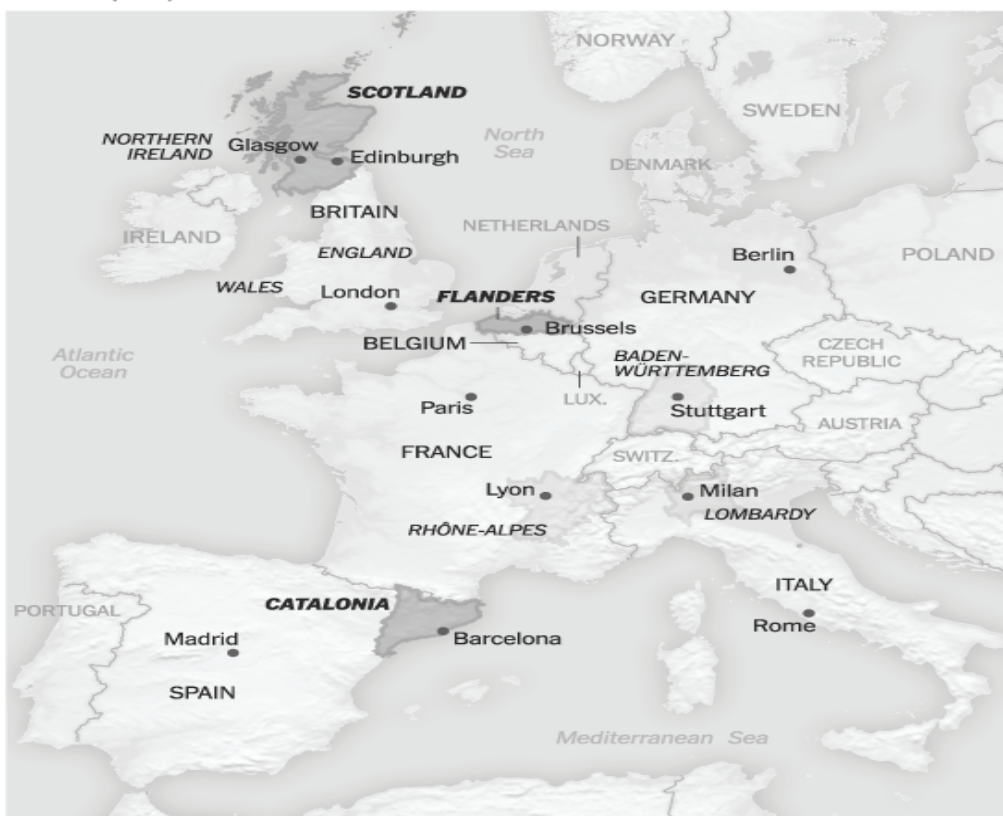 NORWAY
SWEDEN
SCOTLAND
NORTHERN
IRELAND
Glasgow
Edinburgh
North
Sea
DENMARK
BRITAIN
IRELAND
NETHERLANDS
ENGLAND
Berlin
POLAND
WALES
London
FLANDERS
GERMANY
Brussels
BELGIUM
CZECH
REPUBLIC
Atlantic
Ocean
BADEN-
WÜRTTEMBERG
LUX.
Paris
Stuttgart
AUSTRIA
FRANCE
SWITZ.
Lyon
Milan
LOMBARDY
RHÔNE-ALPES
ITALY
CATALONIA
PORTUGAL
Rome
Madrid
Barcelona
SPAIN
Mediterranean Sea